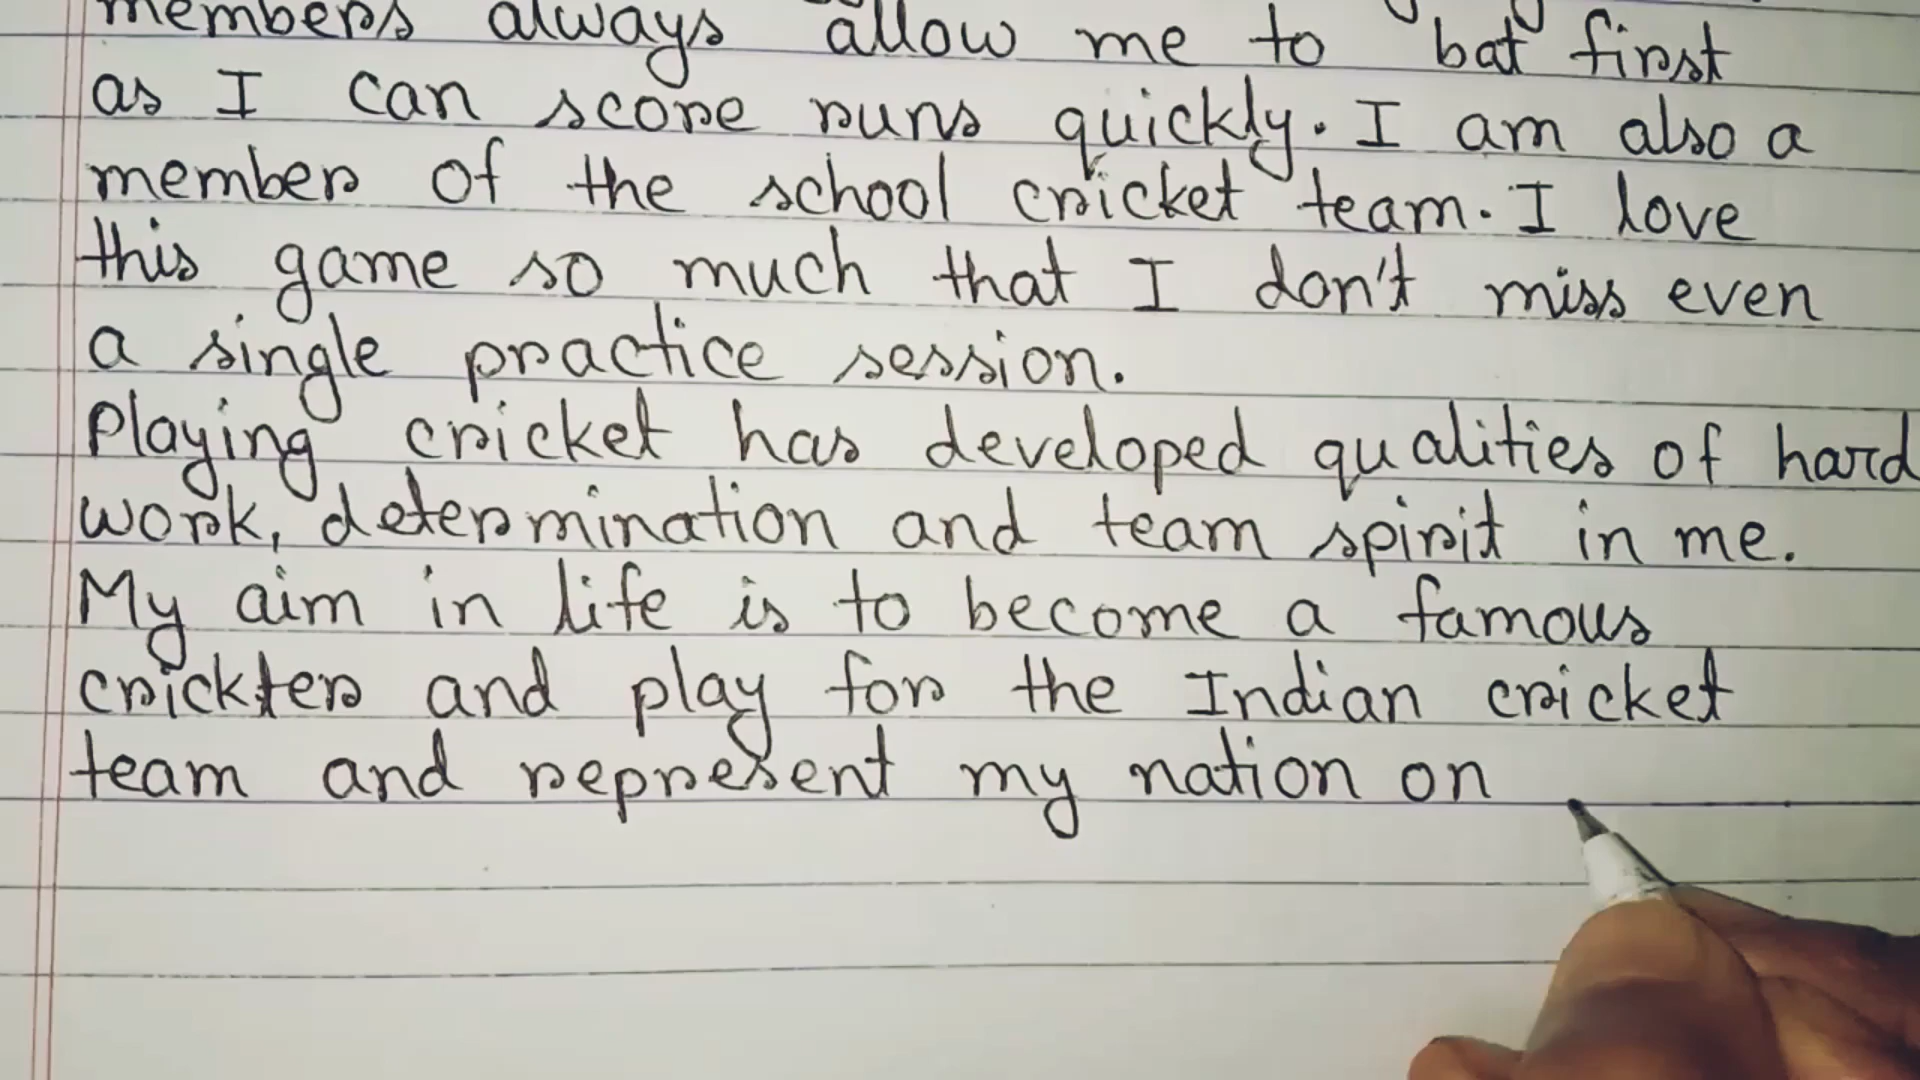 members always allow me to bat first
as I can score runs quickly. I am also a
member of the school cricket team. I love
this game so much that I don't miss even
a single practice session.
Playing cricket has developed qualities of hard
work, determination and team spirit in me.
My aim in life is to become a famous
crickter and play for the Indian cricket
team and represent my nation on